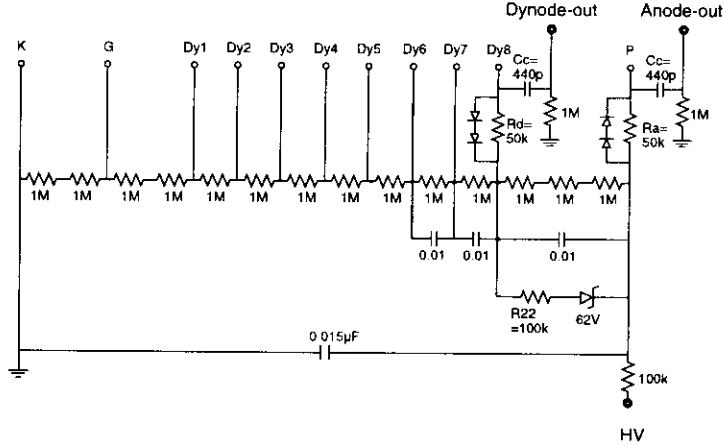 Dynode-out Anode-out
K G Dy1 Dy2 Dy3 Dy4 Dy5 Dy6 Dy7 Dy8 P
Cc= 440p
Cc= 440p
1M
1M
Rd= 50k
Ra= 50k
1M 1M 1M 1M 1M 1M 1M 1M 1M 1M 1M 1M 1M 1M
0.01 0.01 0.01
R22 =100k
62V
0.015µF
100k
HV